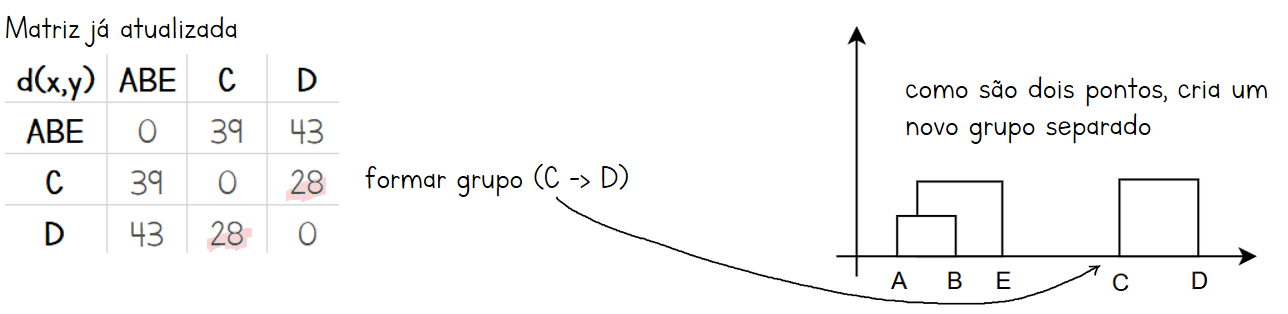 Matriz já atualizada
d(x,y) ABE C D
ABE 0 39 43
C 39 0 28
D 43 28 0
formar grupo (C -> D)
como são dois pontos, cria um
novo grupo separado
A B E C D